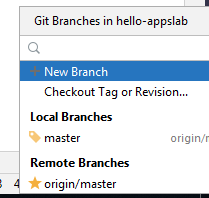 Git Branches in hello-appslab
New Branch
Checkout Tag or Revision...
Local Branches
master origin/
Remote Branches
origin/master